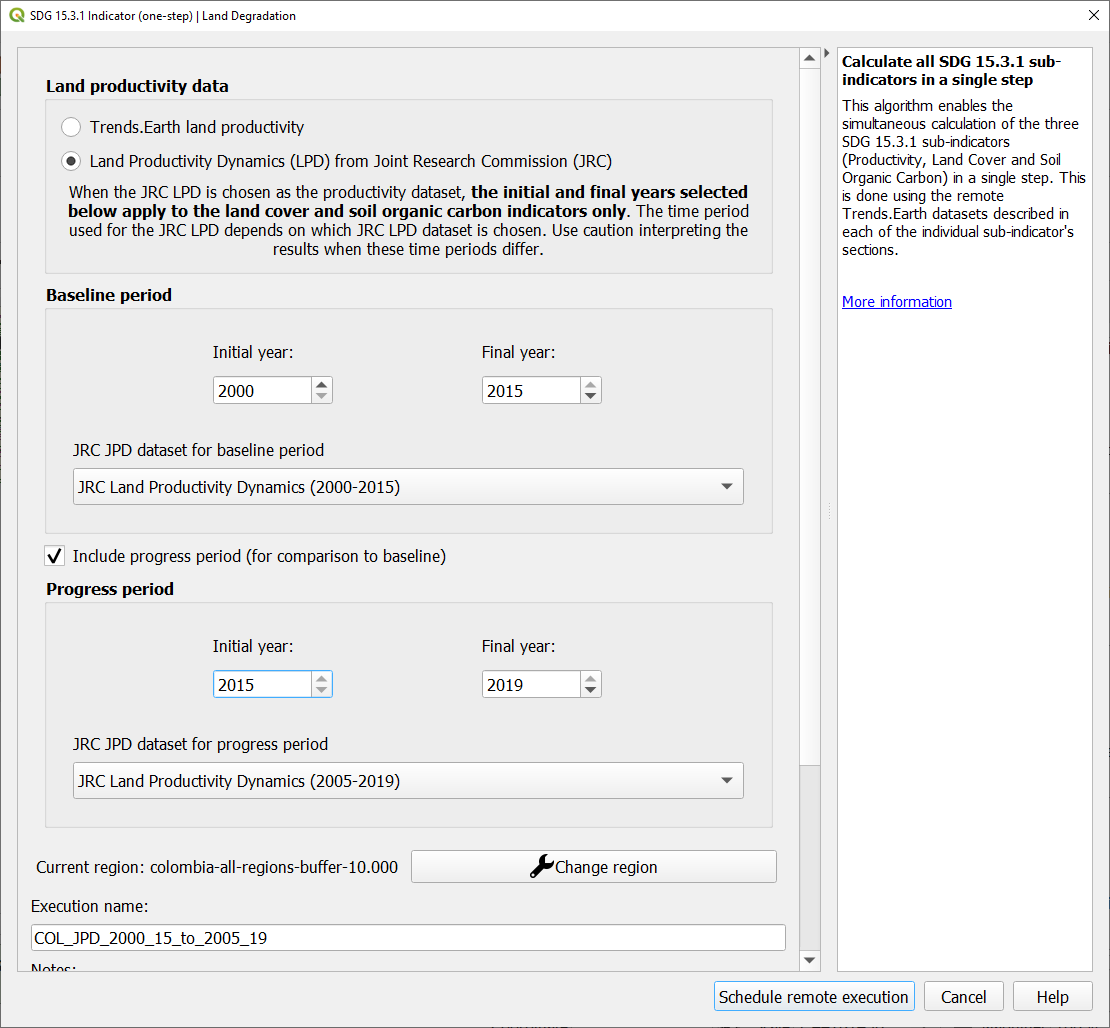 SDG 15.3.1 Indicator (one-step) | Land Degradation
Land productivity data
Trends.Earth land productivity
Land Productivity Dynamics (LPD) from Joint Research Commission (JRC)
When the JRC LPD is chosen as the productivity dataset, the initial and final years selected
below apply to the land cover and soil organic carbon indicators only. The time period
used for the JRC LPD depends on which JRC LPD dataset is chosen. Use caution interpreting the
results when these time periods differ.
Baseline period
Initial year:
Final year:
2000
2015
JRC JPD dataset for baseline period
JRC Land Productivity Dynamics (2000-2015)
Include progress period (for comparison to baseline)
Progress period
Initial year:
Final year:
2015
2019
JRC JPD dataset for progress period
JRC Land Productivity Dynamics (2005-2019)
Current region: colombia-all-regions-buffer-10.000
Change region
Execution name:
COL_JPD_2000_15_to_2005_19
Notes:
Calculate all SDG 15.3.1 sub-
indicators in a single step
This algorithm enables the
simultaneous calculation of the three
SDG 15.3.1 sub-indicators
(Productivity, Land Cover and Soil
Organic Carbon) in a single step. This
is done using the remote
Trends.Earth datasets described in
each of the individual sub-indicator's
sections.
More information
Schedule remote execution
Cancel
Help